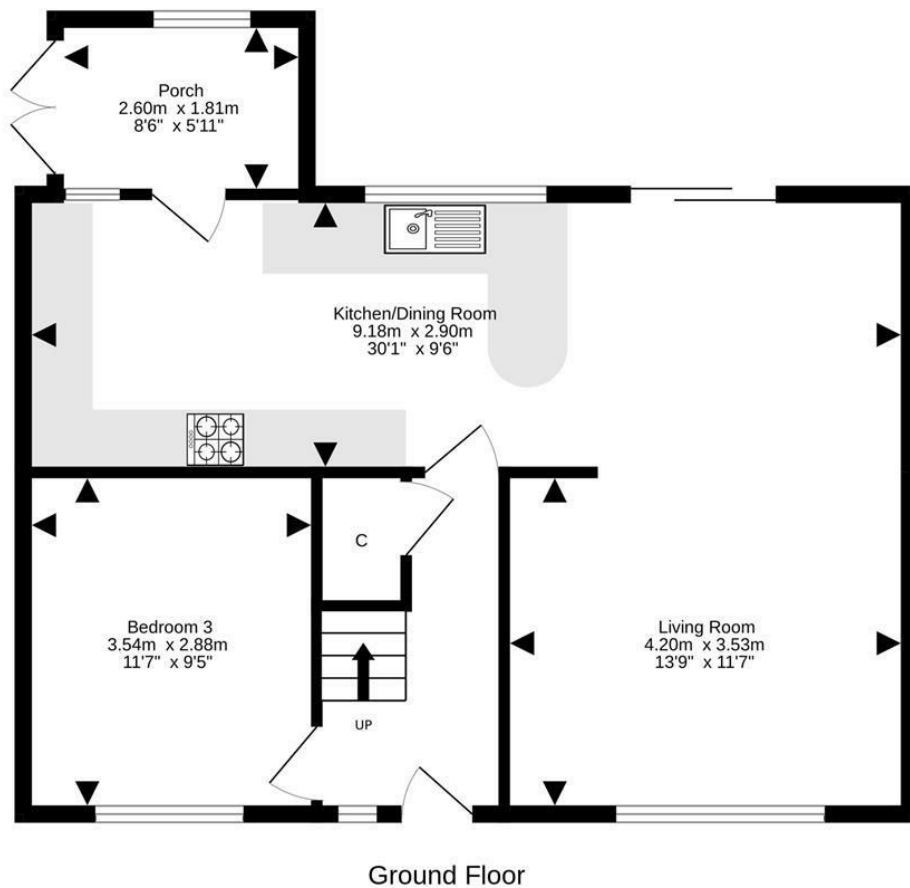 Porch
2.60m x 1.81m
8'6" x 5'11"
Kitchen/Dining Room
9.18m x 2.90m
30'1" x 9'6"
C
Bedroom 3
3.54m x 2.88m
11'7" x 9'5"
Living Room
4.20m x 3.53m
13'9" x 11'7"
UP
Ground Floor